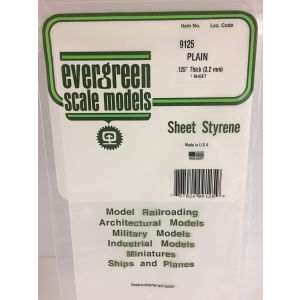 Item No. Loc. Code
9125
PLAIN
.125" Thick (3.2 mm)
1 SHEET
evergreen
scale models
Sheet Styrene
Made in U.S.A
Model Railroading
Architectural Models
Military Models
Industrial Models
Miniatures
Ships and Planes
Instructions